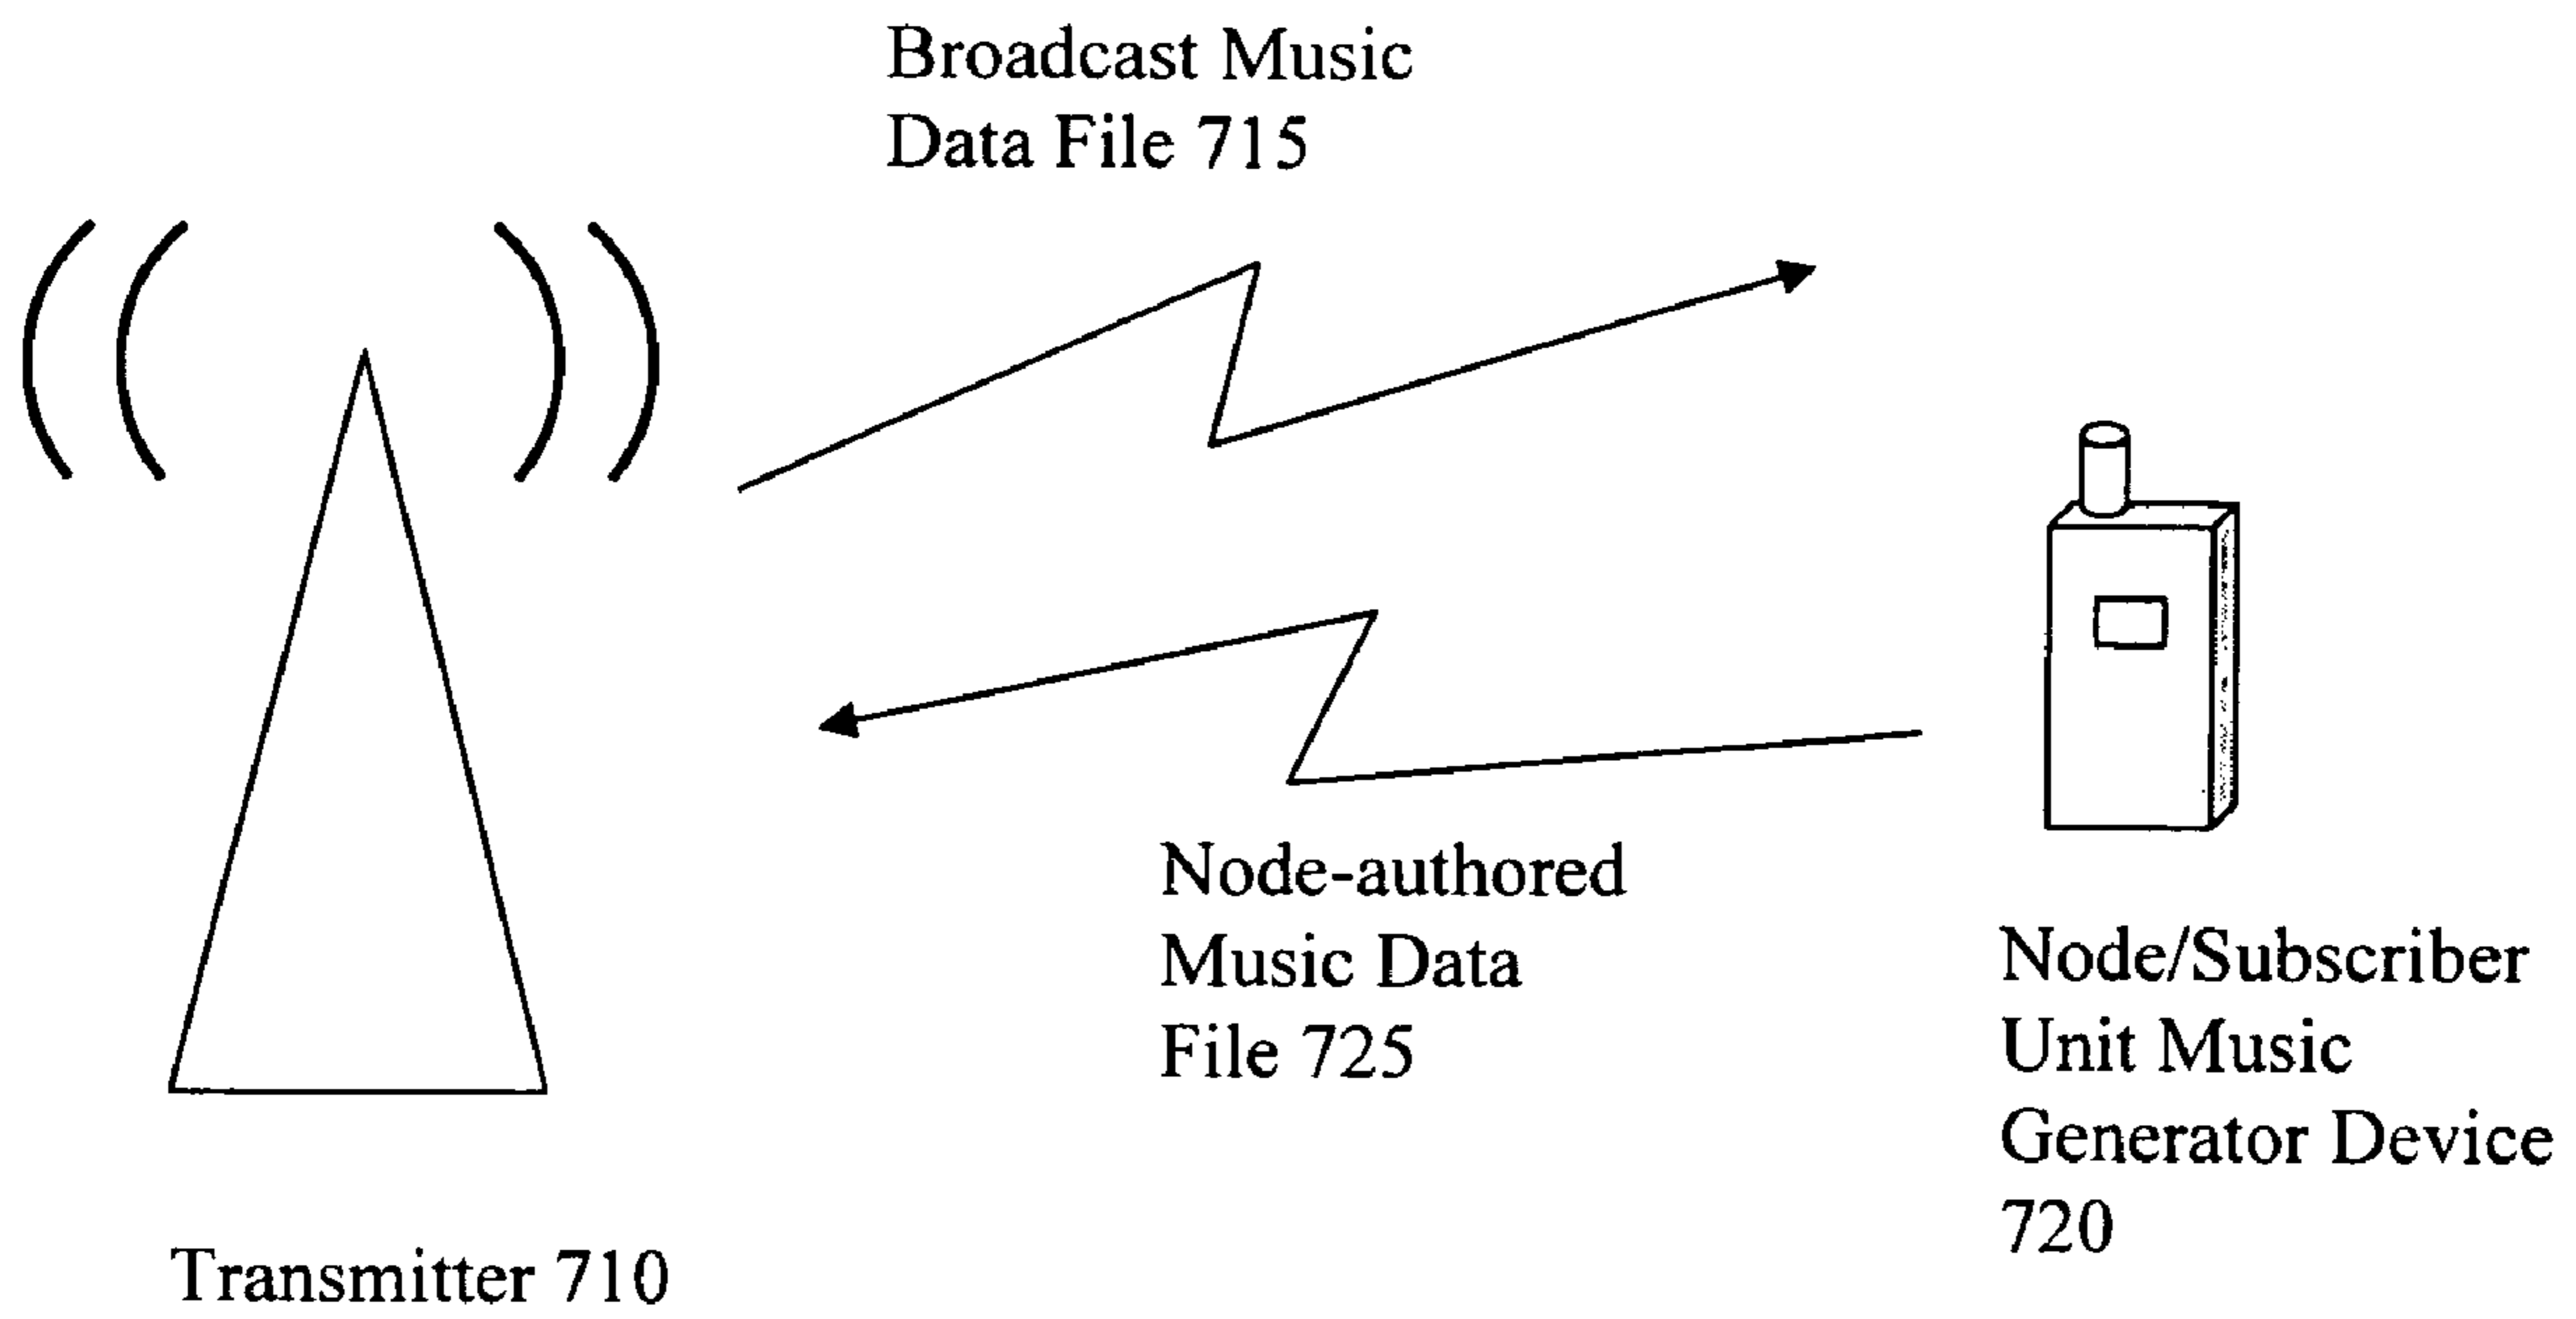 Broadcast Music
Data File 715
Node-authored
Music Data
File 725
Node/Subscriber
Unit Music
Generator Device
720
Transmitter 710